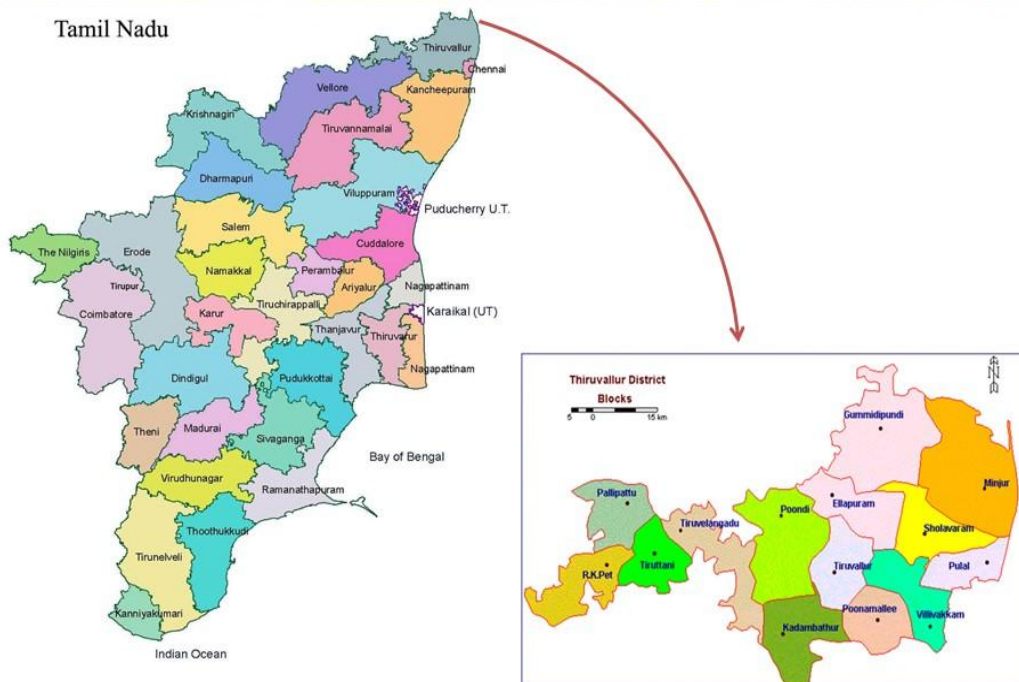 Tamil Nadu
Thiruvallur
Chennai
Vellore
Kancheepuram
Krishnagiri
Tiruvannamalai
Dharmapuri
Viluppuram
Puducherry U.T.
Salem
Cuddalore
The Nilgiris
Erode
Namakkal
Perambalur
Ariyalur
Nagapattinam
Tirupur
Coimbatore
Karur
Tiruchirappalli
Karaikal (UT)
Thanjavur
Thiruvarur
Nagapattinam
Dindigul
Pudukkottai
Theni
Madurai
Sivaganga
Bay of Bengal
Virudhunagar
Ramanathapuram
Thoothukkudi
Tirunelveli
Kanniyakumari
Indian Ocean
Thiruvallur District
Blocks
5 0 15 km
N
Gummidipundi
Minjur
Pallipattu
Ellapuram
Poondi
Tiruvelangadu
Sholavaram
R.K.Pet
Tiruttani
Tiruvallur
Pulal
Kadambathur
Poonamallee
Villivakkam